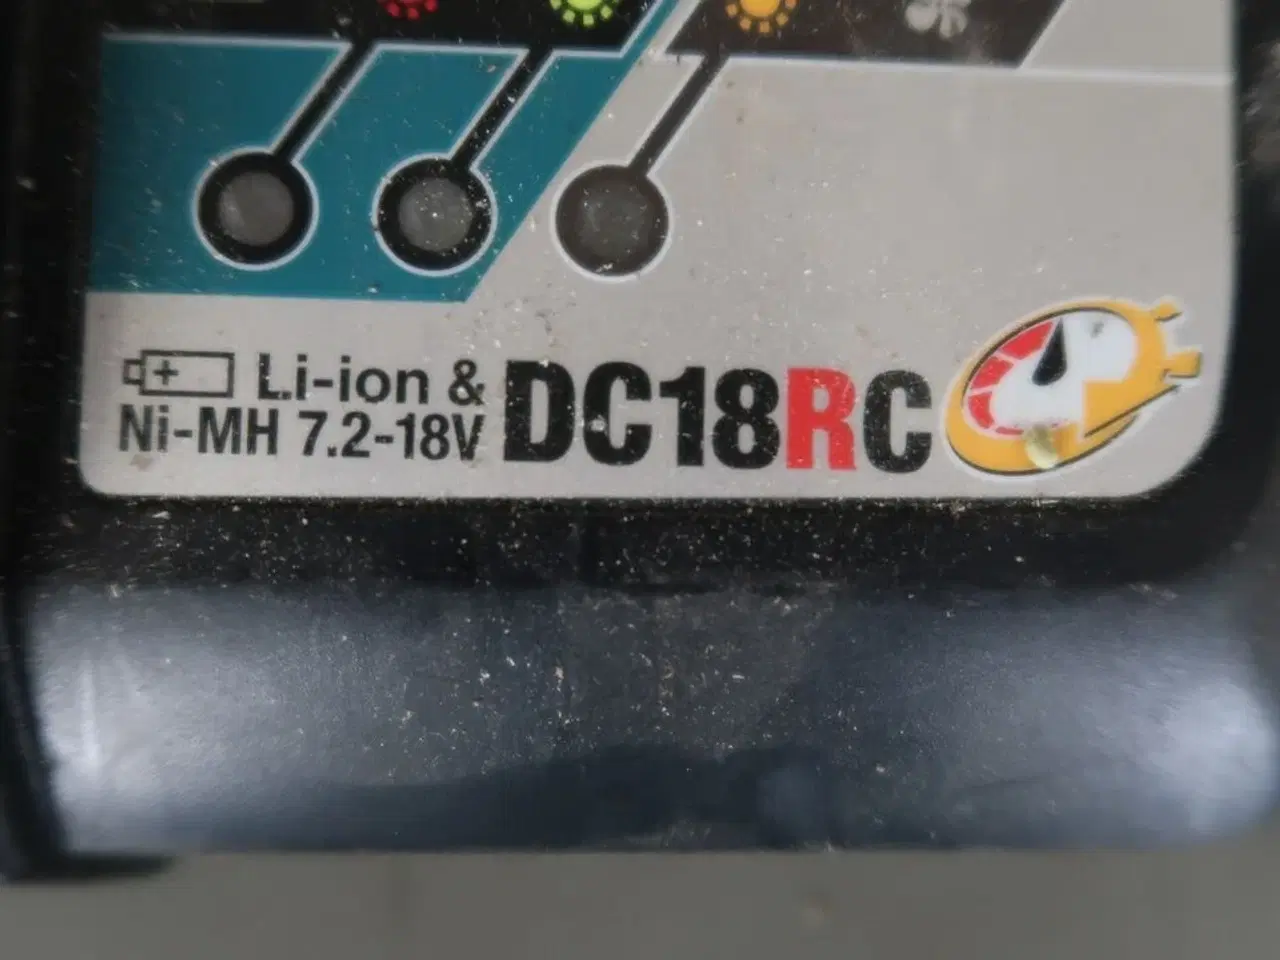 Li-ion &
Ni-MH 7.2-18V
DC18RC